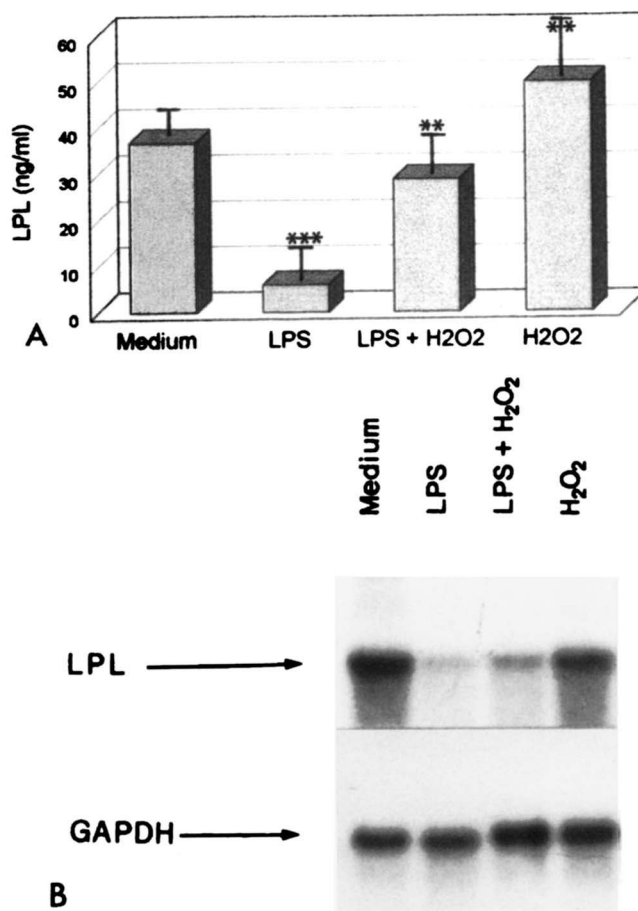 60
50
40
30
20
10
0
LPL (ng/ml)
***
**
**
Medium LPS LPS + H2O2 H2O2
A
Medium
LPS
LPS + H₂O₂
H₂O₂
LPL
GAPDH
B